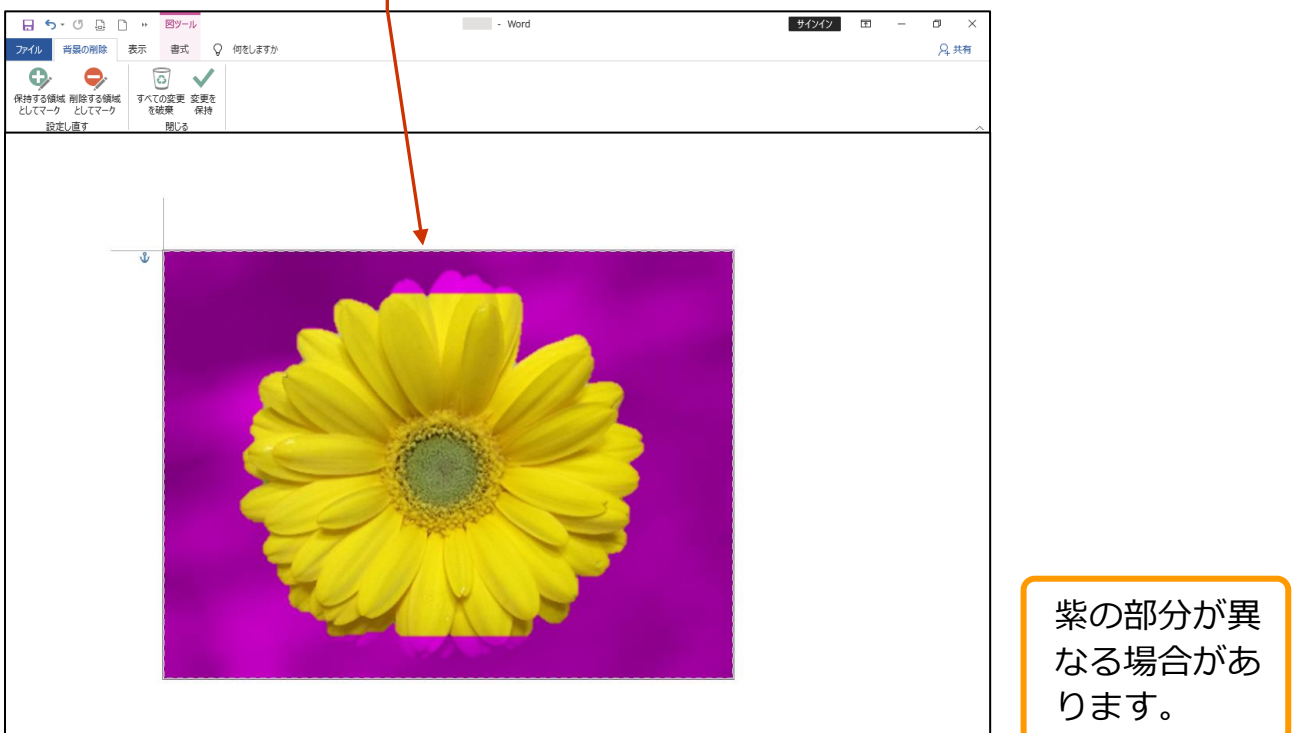 図ツール
- Word
サインイン
ファイル 背景の削除 表示 書式 何をしますか
共有
保持する領域 削除する領域 すべての変更 変更を
としてマーク としてマーク を破棄 保持
設定し直す 閉じる
紫の部分が異
なる場合があ
ります。